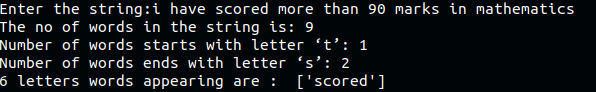 Enter the string:i have scored more than 90 marks in mathematics
The no of words in the string is: 9
Number of words starts with letter ‘t’: 1
Number of words ends with letter ‘s’: 2
6 letters words appearing are :  ['scored']